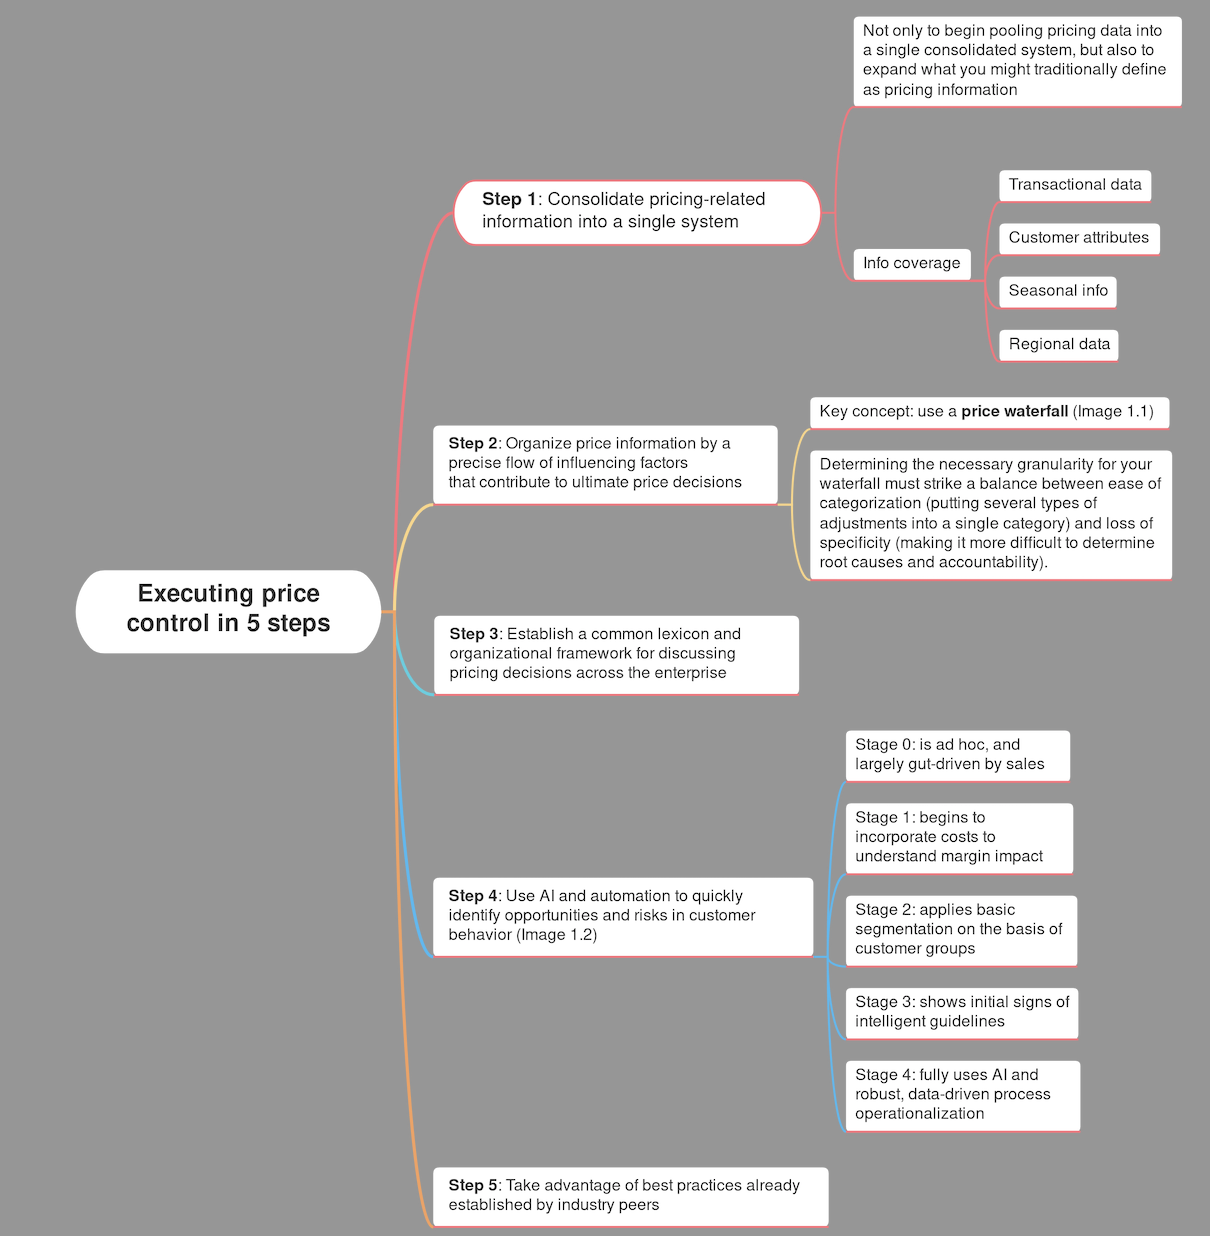 Executing price
control in 5 steps
Step 1: Consolidate pricing-related
information into a single system
Not only to begin pooling pricing data into
a single consolidated system, but also to
expand what you might traditionally define
as pricing information
Info coverage
Transactional data
Customer attributes
Seasonal info
Regional data
Step 2: Organize price information by a
precise flow of influencing factors
that contribute to ultimate price decisions
Key concept: use a price waterfall (Image 1.1)
Determining the necessary granularity for your
waterfall must strike a balance between ease of
categorization (putting several types of
adjustments into a single category) and loss of
specificity (making it more difficult to determine
root causes and accountability).
Step 3: Establish a common lexicon and
organizational framework for discussing
pricing decisions across the enterprise
Step 4: Use AI and automation to quickly
identify opportunities and risks in customer
behavior (Image 1.2)
Stage 0: is ad hoc, and
largely gut-driven by sales
Stage 1: begins to
incorporate costs to
understand margin impact
Stage 2: applies basic
segmentation on the basis of
customer groups
Stage 3: shows initial signs of
intelligent guidelines
Stage 4: fully uses AI and
robust, data-driven process
operationalization
Step 5: Take advantage of best practices already
established by industry peers